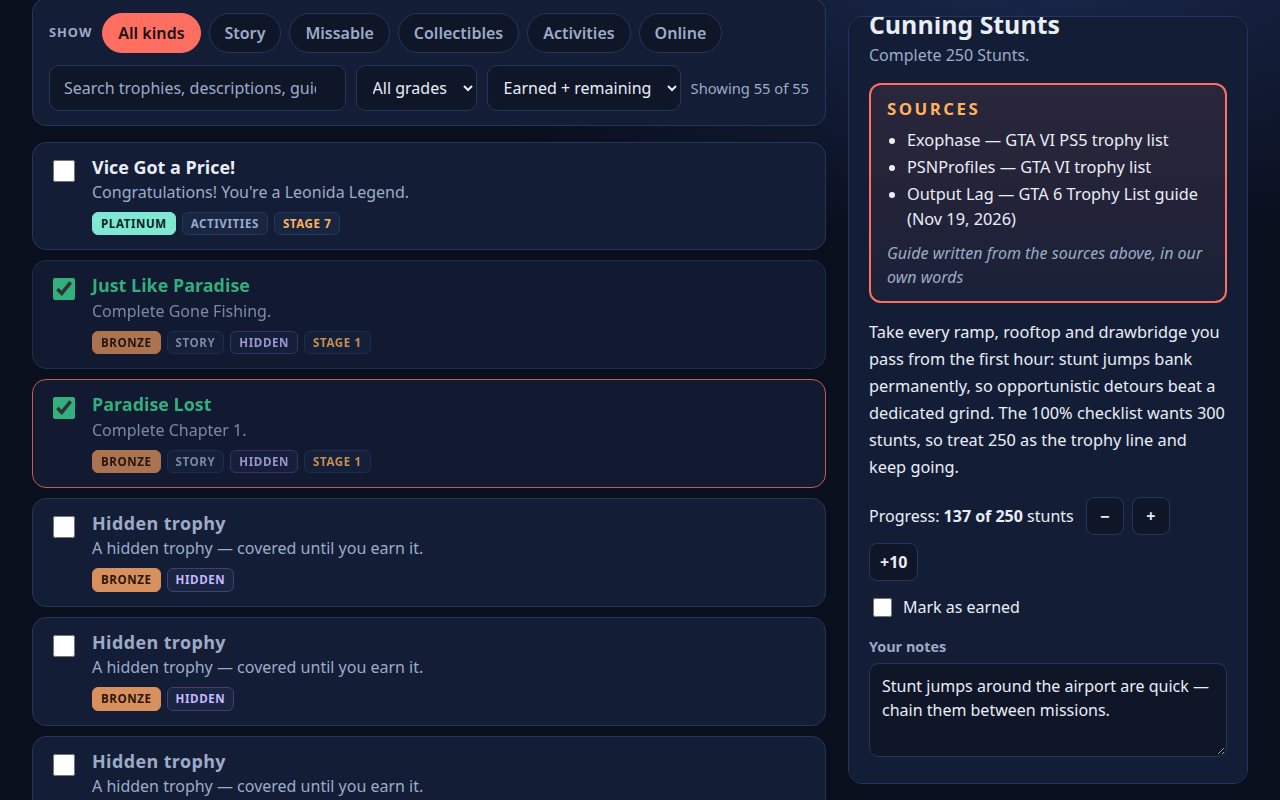 SHOW
All kinds
Story
Missable
Collectibles
Activities
Online
Search trophies, descriptions, gui
All grades
Earned + remaining
Showing 55 of 55
Vice Got a Price!
Congratulations! You're a Leonida Legend.
PLATINUM
ACTIVITIES
STAGE 7
Just Like Paradise
Complete Gone Fishing.
BRONZE
STORY
HIDDEN
STAGE 1
Paradise Lost
Complete Chapter 1.
BRONZE
STORY
HIDDEN
STAGE 1
Hidden trophy
A hidden trophy — covered until you earn it.
BRONZE
HIDDEN
Hidden trophy
A hidden trophy — covered until you earn it.
BRONZE
HIDDEN
Hidden trophy
A hidden trophy — covered until you earn it.
Cunning Stunts
Complete 250 Stunts.
SOURCES
Exophase — GTA VI PS5 trophy list
PSNProfiles — GTA VI trophy list
Output Lag — GTA 6 Trophy List guide
(Nov 19, 2026)
Guide written from the sources above, in our
own words
Take every ramp, rooftop and drawbridge you
pass from the first hour: stunt jumps bank
permanently, so opportunistic detours beat a
dedicated grind. The 100% checklist wants 300
stunts, so treat 250 as the trophy line and
keep going.
Progress: 137 of 250 stunts
−
+
+10
Mark as earned
Your notes
Stunt jumps around the airport are quick —
chain them between missions.